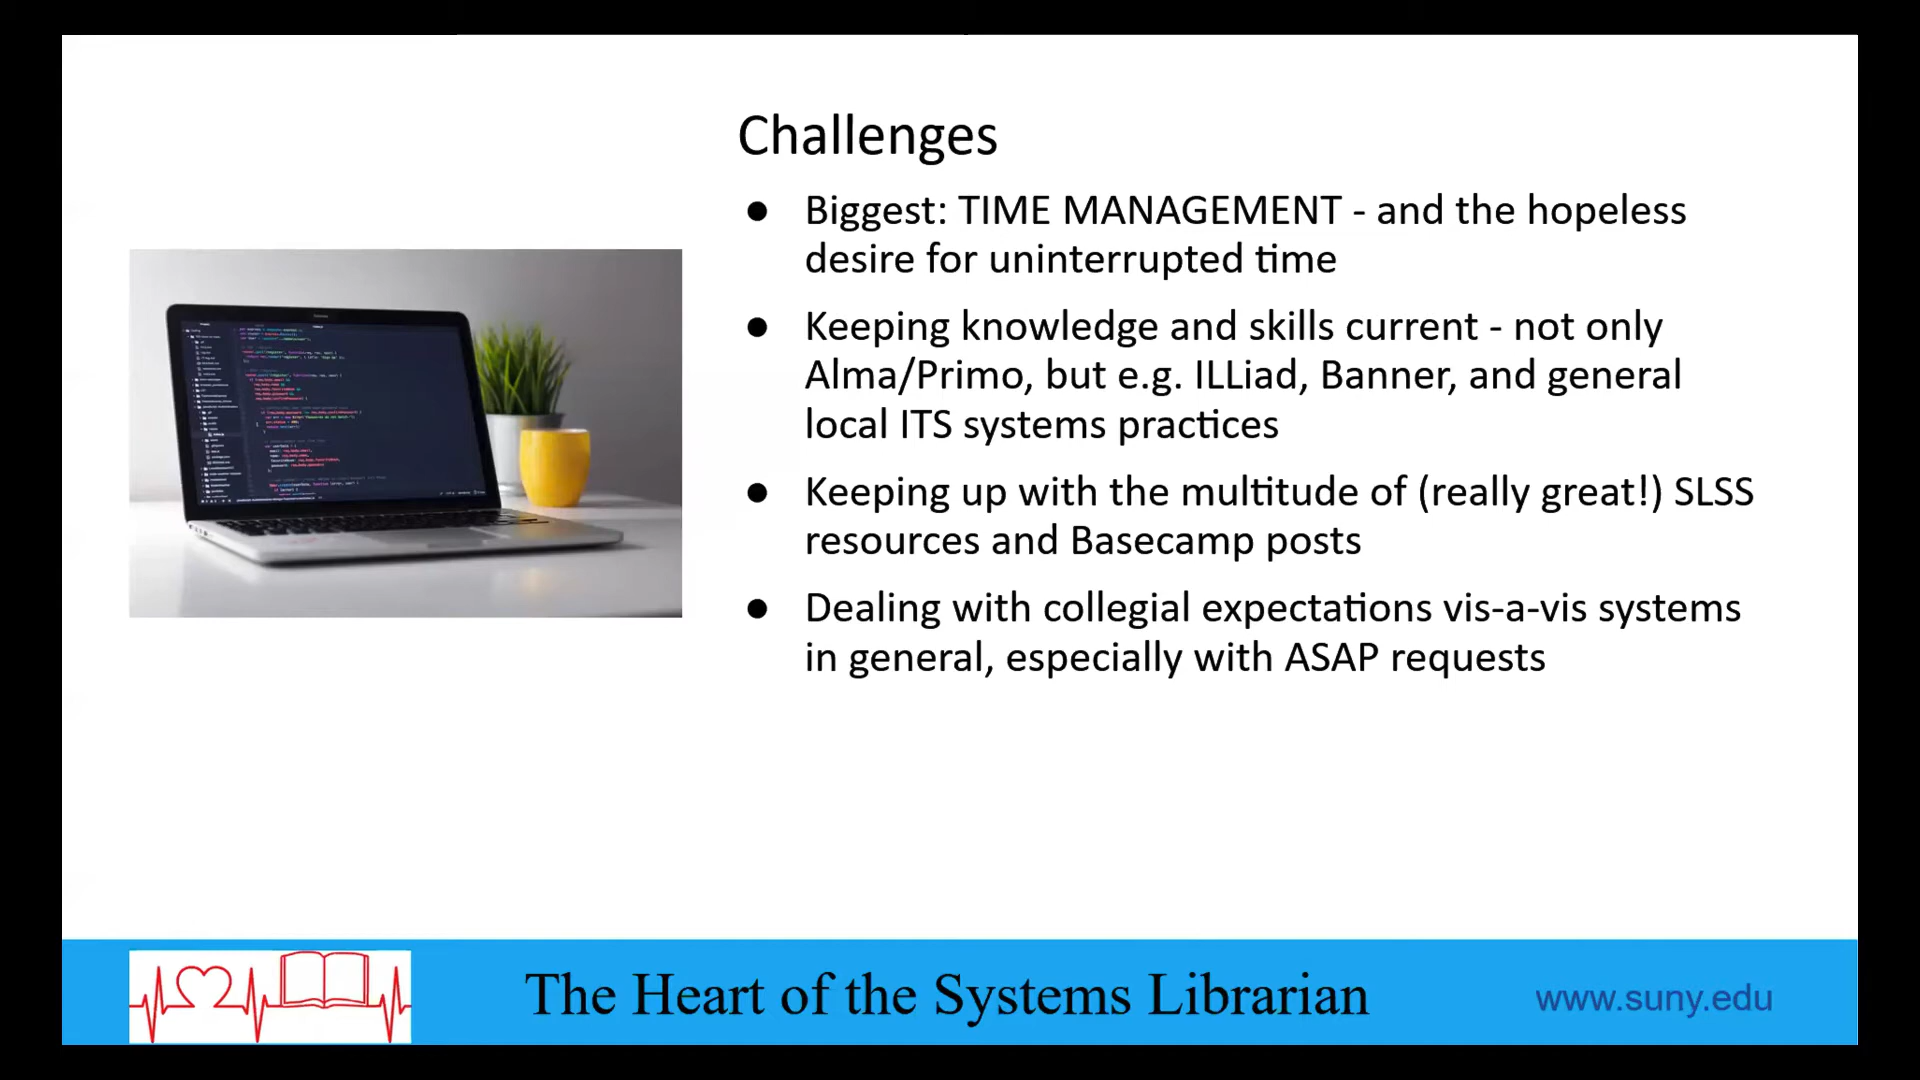 Challenges
● Biggest: TIME MANAGEMENT - and the hopeless
desire for uninterrupted time
● Keeping knowledge and skills current - not only
Alma/Primo, but e.g. ILLiad, Banner, and general
local ITS systems practices
● Keeping up with the multitude of (really great!) SLSS
resources and Basecamp posts
● Dealing with collegial expectations vis-a-vis systems
in general, especially with ASAP requests
The Heart of the Systems Librarian
www.suny.edu